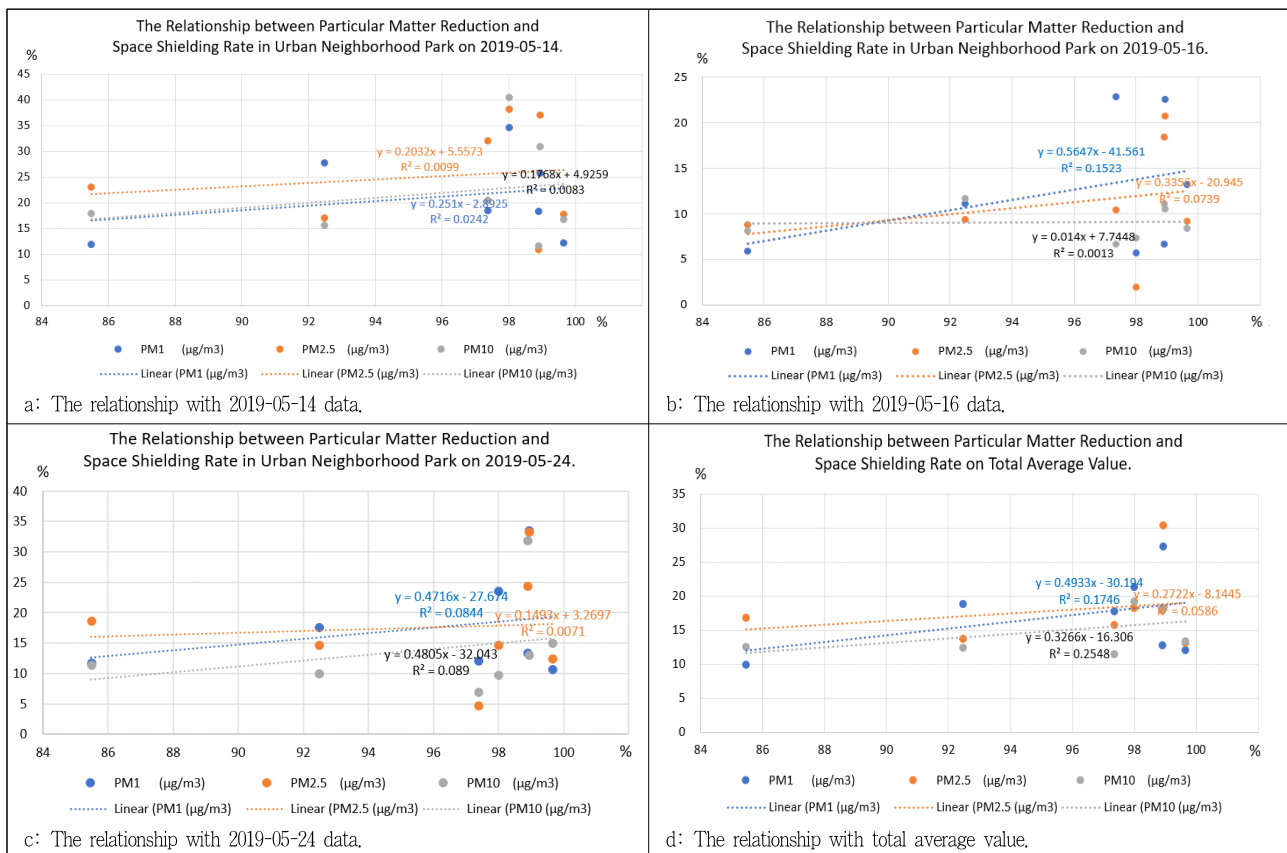 The Relationship between Particular Matter Reduction and
Space Shielding Rate in Urban Neighborhood Park on 2019-05-14.
%
45
40
35
30
25
20
15
10
5
0
y = 0.2032x + 5.5573
R² = 0.0099
y = 0.1768x + 4.9259
R² = 0.0083
y = 0.251x - 2.8925
R² = 0.0242
84 86 88 90 92 94 96 98 100 %
PM1 (µg/m3) PM2.5 (µg/m3) PM10 (µg/m3)
Linear (PM1 (µg/m3) Linear (PM2.5 (µg/m3) Linear (PM10 (µg/m3)
a: The relationship with 2019-05-14 data.
The Relationship between Particular Matter Reduction and
Space Shielding Rate in Urban Neighborhood Park on 2019-05-16.
%
25
20
15
10
5
0
y = 0.5647x - 41.561
R² = 0.1523
y = 0.3356x - 20.945
R² = 0.0739
y = 0.014x + 7.7448
R² = 0.0013
84 86 88 90 92 94 96 98 100 %
PM1 (µg/m3) PM2.5 (µg/m3) PM10 (µg/m3)
Linear (PM1 (µg/m3) Linear (PM2.5 (µg/m3) Linear (PM10 (µg/m3)
b: The relationship with 2019-05-16 data.
The Relationship between Particular Matter Reduction and
Space Shielding Rate in Urban Neighborhood Park on 2019-05-24.
%
40
35
30
25
20
15
10
5
0
y = 0.4716x - 27.674
R² = 0.0844
y = 0.1493x + 3.2697
R² = 0.0071
y = 0.4805x - 32.043
R² = 0.089
84 86 88 90 92 94 96 98 100 %
PM1 (µg/m3) PM2.5 (µg/m3) PM10 (µg/m3)
Linear (PM1 (µg/m3) Linear (PM2.5 (µg/m3) Linear (PM10 (µg/m3)
c: The relationship with 2019-05-24 data.
The Relationship between Particular Matter Reduction and
Space Shielding Rate on Total Average Value.
%
35
30
25
20
15
10
5
0
y = 0.4933x - 30.194
R² = 0.1746
y = 0.2722x - 8.1445
R² = 0.0586
y = 0.3266x - 16.306
R² = 0.2548
84 86 88 90 92 94 96 98 100 %
PM1 (µg/m3) PM2.5 (µg/m3) PM10 (µg/m3)
Linear (PM1 (µg/m3) Linear (PM2.5 (µg/m3) Linear (PM10 (µg/m3)
d: The relationship with total average value.